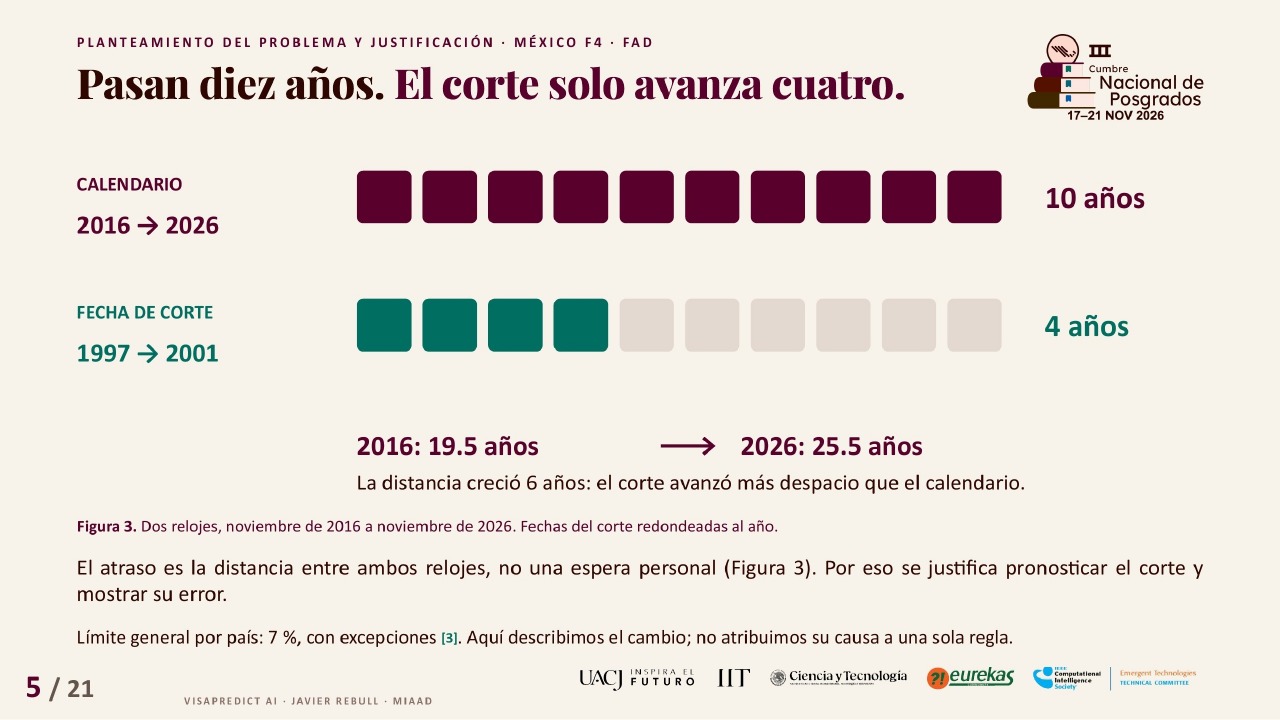 PLANTEAMIENTO DEL PROBLEMA Y JUSTIFICACIÓN · MÉXICO F4 · FAD
Pasan diez años. El corte solo avanza cuatro.
III
Cumbre
Nacional de
Posgrados
17–21 NOV 2026
CALENDARIO
2016 → 2026
10 años
FECHA DE CORTE
1997 → 2001
4 años
2016: 19.5 años → 2026: 25.5 años
La distancia creció 6 años: el corte avanzó más despacio que el calendario.
Figura 3. Dos relojes, noviembre de 2016 a noviembre de 2026. Fechas del corte redondeadas al año.
El atraso es la distancia entre ambos relojes, no una espera personal (Figura 3). Por eso se justifica pronosticar el corte y
mostrar su error.
Límite general por país: 7 %, con excepciones [3]. Aquí describimos el cambio; no atribuimos su causa a una sola regla.
5 / 21
VISAPREDICT AI · JAVIER REBULL · MIAAD
UACJ INSPIRA EL FUTURO
IIT
Ciencia y Tecnología
?! eurekas
IEEE Computational Intelligence Society
Emergent Technologies
TECHNICAL COMMITTEE